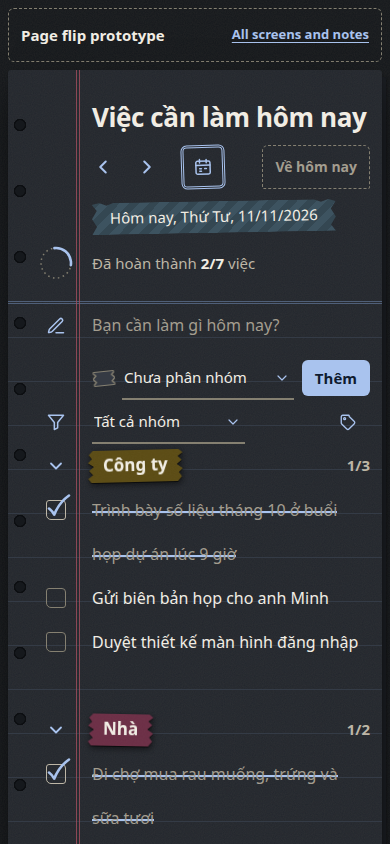 Page flip prototype
All screens and notes
Việc cần làm hôm nay
Về hôm nay
Hôm nay, Thứ Tư, 11/11/2026
Đã hoàn thành 2/7 việc
Bạn cần làm gì hôm nay?
Chưa phân nhóm
Thêm
Tất cả nhóm
Công ty
1/3
Trình bày số liệu tháng 10 ở buổi
họp dự án lúc 9 giờ
Gửi biên bản họp cho anh Minh
Duyệt thiết kế màn hình đăng nhập
Nhà
1/2
Đi chợ mua rau muống, trứng và
sữa tươi